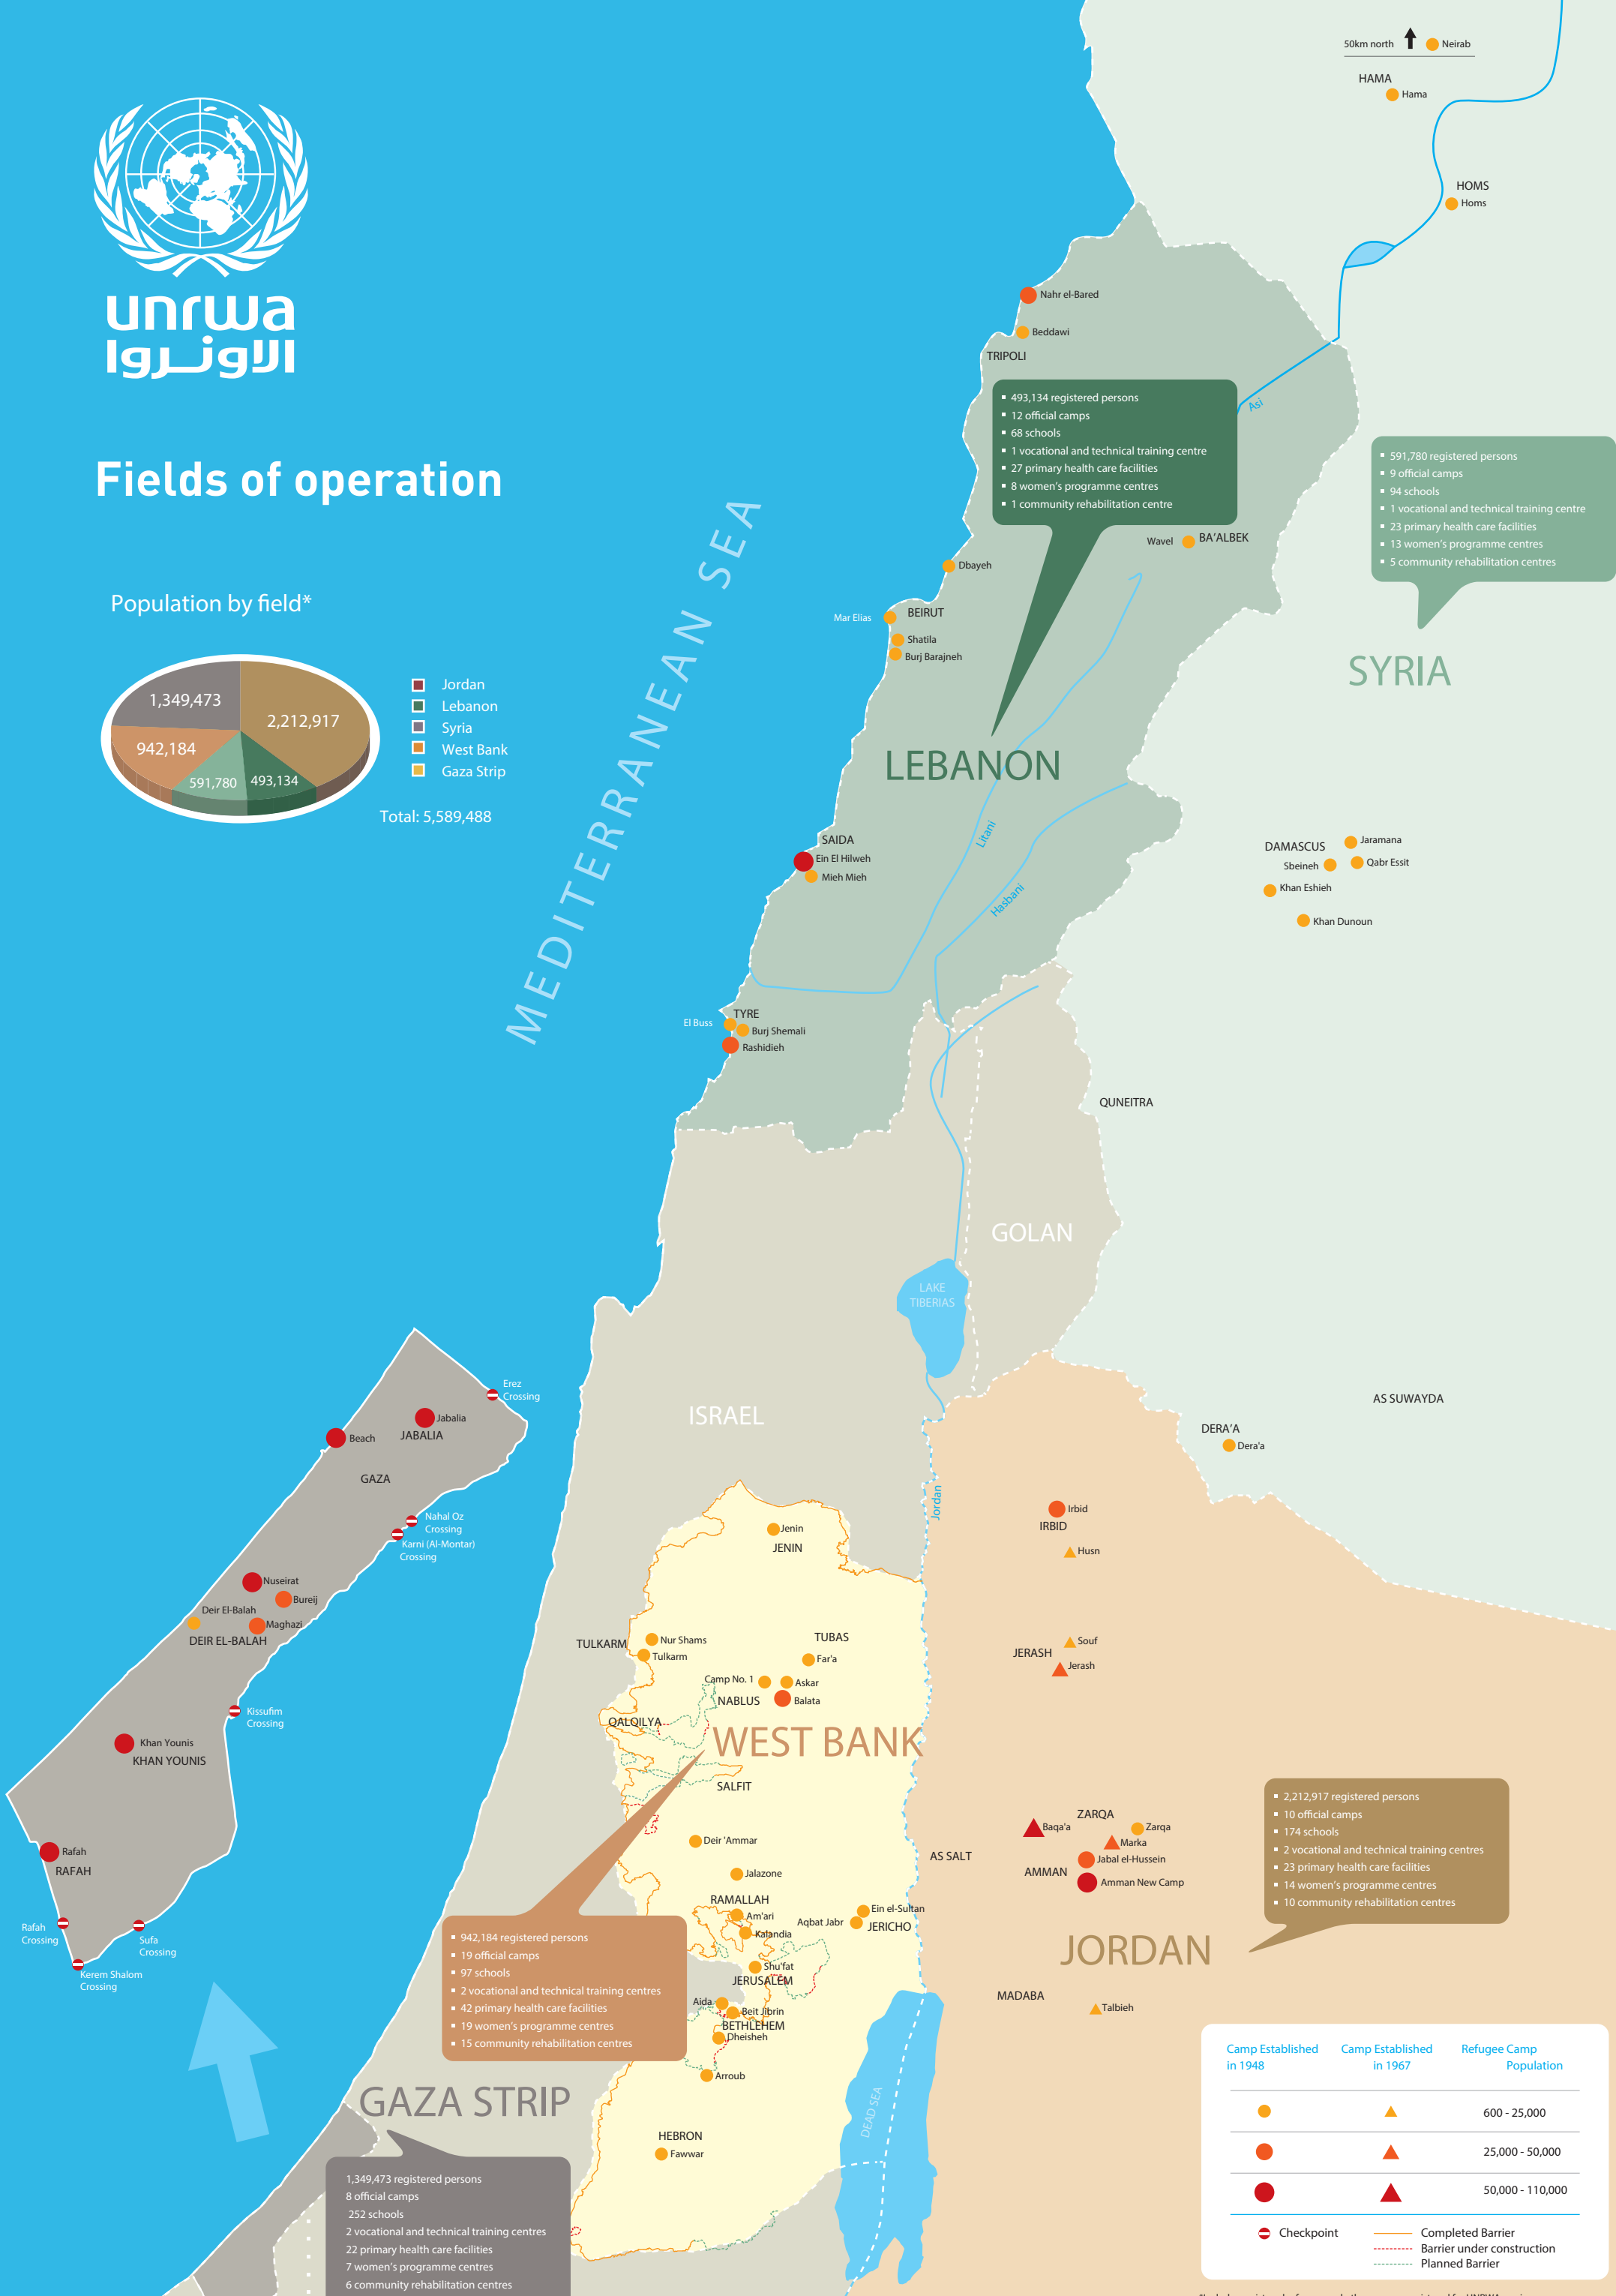 50km north
Neirab
HAMA
Hama
HOMS
Homs
unrwa
الاونروا
Fields of operation
Nahr el-Bared
Beddawi
TRIPOLI
493,134 registered persons
12 official camps
68 schools
1 vocational and technical training centre
27 primary health care facilities
8 women's programme centres
1 community rehabilitation centre
Asi
591,780 registered persons
9 official camps
94 schools
1 vocational and technical training centre
23 primary health care facilities
13 women's programme centres
5 community rehabilitation centres
SYRIA
MEDITERRANEAN SEA
Wavel
BA'ALBEK
Dbayeh
BEIRUT
Mar Elias
Shatila
Burj Barajneh
Population by field*
1,349,473
2,212,917
942,184
591,780
493,134
Jordan
Lebanon
Syria
West Bank
Gaza Strip
Total: 5,589,488
LEBANON
SAIDA
Ein El Hilweh
Mieh Mieh
Litani
Hasbani
DAMASCUS
Jaramana
Sbeineh
Qabr Essit
Khan Eshieh
Khan Dunoun
TYRE
El Buss
Burj Shemali
Rashidieh
QUNEITRA
GOLAN
LAKE
TIBERIAS
ISRAEL
AS SUWAYDA
DERA'A
Dera'a
Erez
Crossing
Jabalia
JABALIA
Beach
GAZA
Nahal Oz
Crossing
Karni (Al-Montar)
Crossing
Nuseirat
Bureij
Deir El-Balah
Maghazi
DEIR EL-BALAH
Kissufim
Crossing
Khan Younis
KHAN YOUNIS
Rafah
RAFAH
Rafah
Crossing
Sufa
Crossing
Kerem Shalom
Crossing
Jordan
Irbid
IRBID
Husn
Jenin
JENIN
TULKARM
Nur Shams
Tulkarm
TUBAS
Far'a
Camp No. 1
Askar
NABLUS
Balata
QALQILYA
WEST BANK
SALFIT
JERASH
Souf
Jerash
Deir 'Ammar
Jalazone
RAMALLAH
Am'ari
Kalandia
Ein el-Sultan
Aqbat Jabr
JERICHO
Shu'fat
JERUSALEM
Aida
Beit Jibrin
BETHLEHEM
Dheisheh
Arroub
HEBRON
Fawwar
DEAD SEA
942,184 registered persons
19 official camps
97 schools
2 vocational and technical training centres
42 primary health care facilities
19 women's programme centres
15 community rehabilitation centres
AS SALT
ZARQA
Baqa'a
Zarqa
Marka
Jabal el-Hussein
AMMAN
Amman New Camp
JORDAN
MADABA
Talbieh
2,212,917 registered persons
10 official camps
174 schools
2 vocational and technical training centres
23 primary health care facilities
14 women's programme centres
10 community rehabilitation centres
GAZA STRIP
1,349,473 registered persons
8 official camps
252 schools
2 vocational and technical training centres
22 primary health care facilities
7 women's programme centres
6 community rehabilitation centres
Camp Established
in 1948
Camp Established
in 1967
Refugee Camp
Population
600 - 25,000
25,000 - 50,000
50,000 - 110,000
Checkpoint
Completed Barrier
Barrier under construction
Planned Barrier